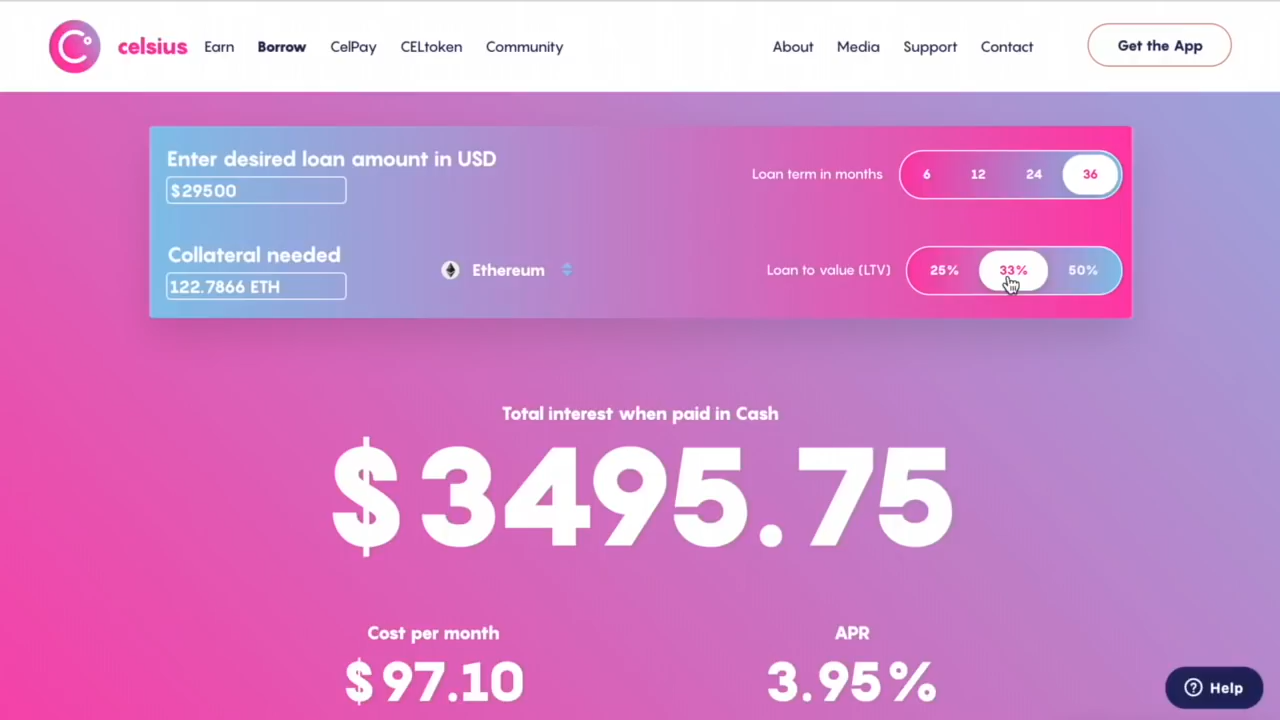 celsius Earn Borrow CelPay CELtoken Community About Media Support Contact Get the App
Enter desired loan amount in USD
$29500
Loan term in months 6 12 24 36
Collateral needed
122.7866 ETH
Ethereum
Loan to value (LTV) 25% 33% 50%
Total interest when paid in Cash
$3495.75
Cost per month
$97.10
APR
3.95%
Help